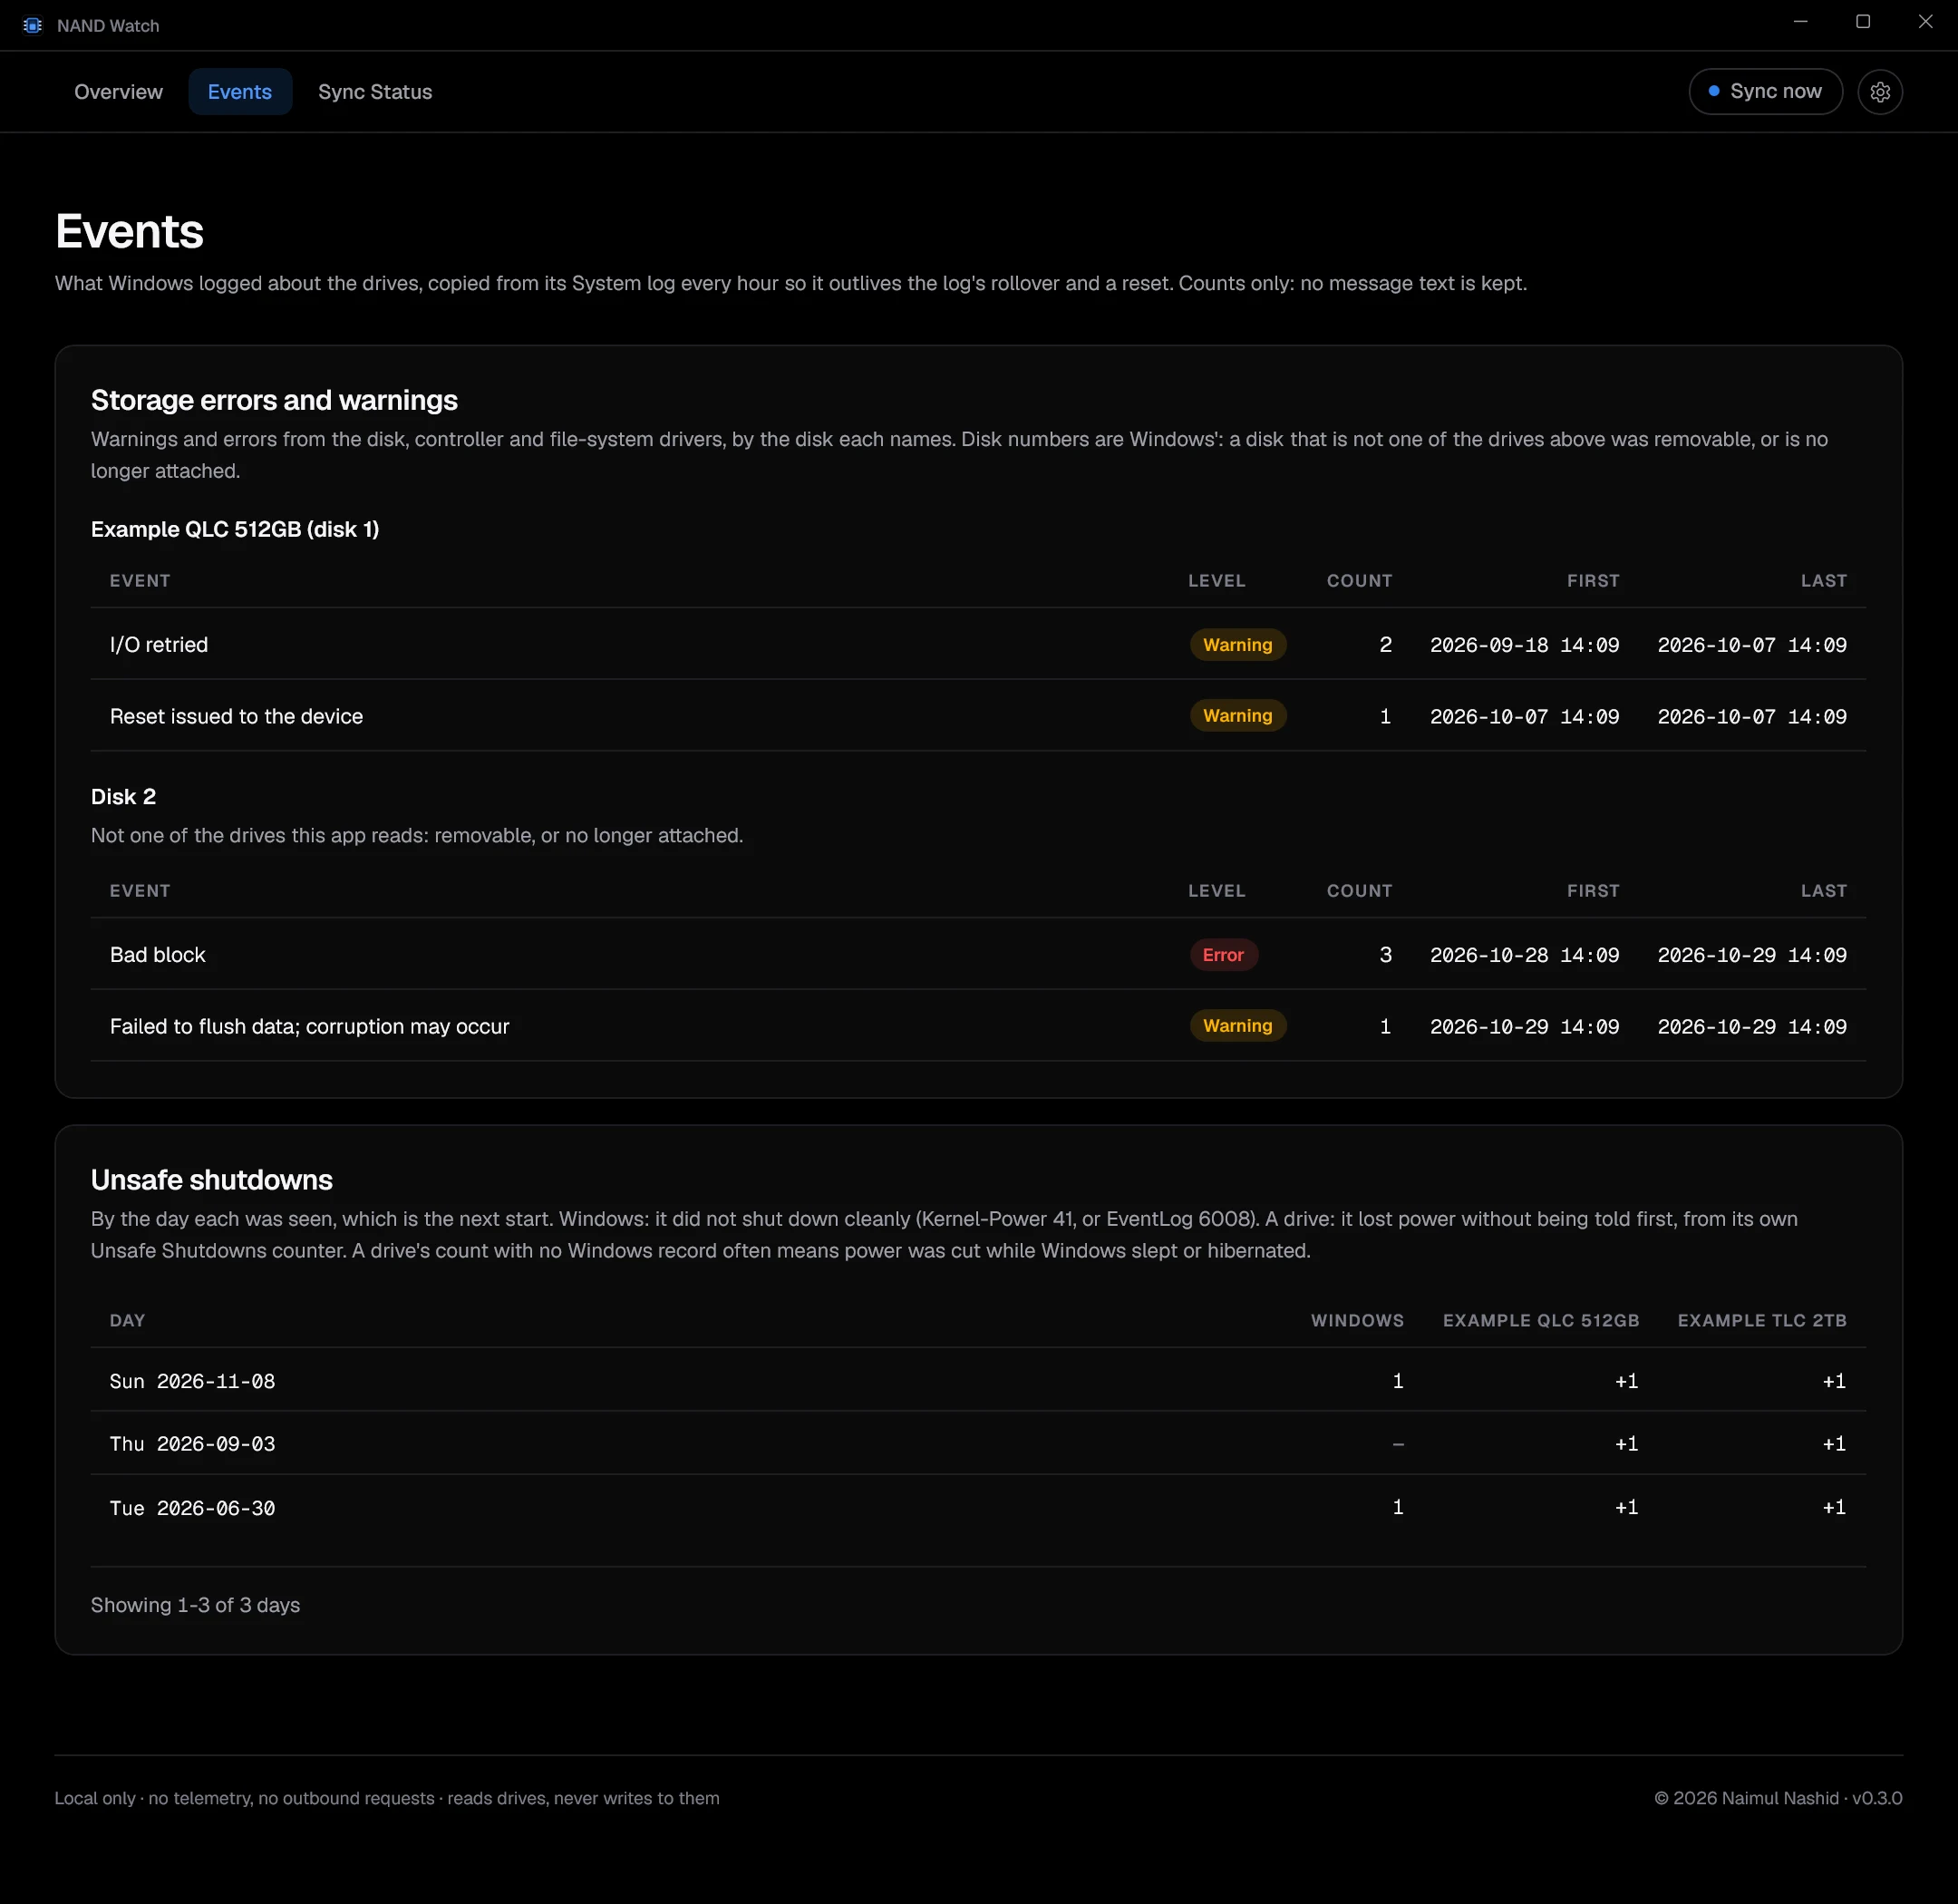 NAND Watch
Overview Events Sync Status Sync now
Events
What Windows logged about the drives, copied from its System log every hour so it outlives the log's rollover and a reset. Counts only: no message text is kept.
Storage errors and warnings
Warnings and errors from the disk, controller and file-system drivers, by the disk each names. Disk numbers are Windows': a disk that is not one of the drives above was removable, or is no
longer attached.
Example QLC 512GB (disk 1)
EVENT LEVEL COUNT FIRST LAST
I/O retried Warning 2 2026-09-18 14:09 2026-10-07 14:09
Reset issued to the device Warning 1 2026-10-07 14:09 2026-10-07 14:09
Disk 2
Not one of the drives this app reads: removable, or no longer attached.
EVENT LEVEL COUNT FIRST LAST
Bad block Error 3 2026-10-28 14:09 2026-10-29 14:09
Failed to flush data; corruption may occur Warning 1 2026-10-29 14:09 2026-10-29 14:09
Unsafe shutdowns
By the day each was seen, which is the next start. Windows: it did not shut down cleanly (Kernel-Power 41, or EventLog 6008). A drive: it lost power without being told first, from its own
Unsafe Shutdowns counter. A drive's count with no Windows record often means power was cut while Windows slept or hibernated.
DAY WINDOWS EXAMPLE QLC 512GB EXAMPLE TLC 2TB
Sun 2026-11-08 1 +1 +1
Thu 2026-09-03 – +1 +1
Tue 2026-06-30 1 +1 +1
Showing 1-3 of 3 days
Local only · no telemetry, no outbound requests · reads drives, never writes to them © 2026 Naimul Nashid · v0.3.0